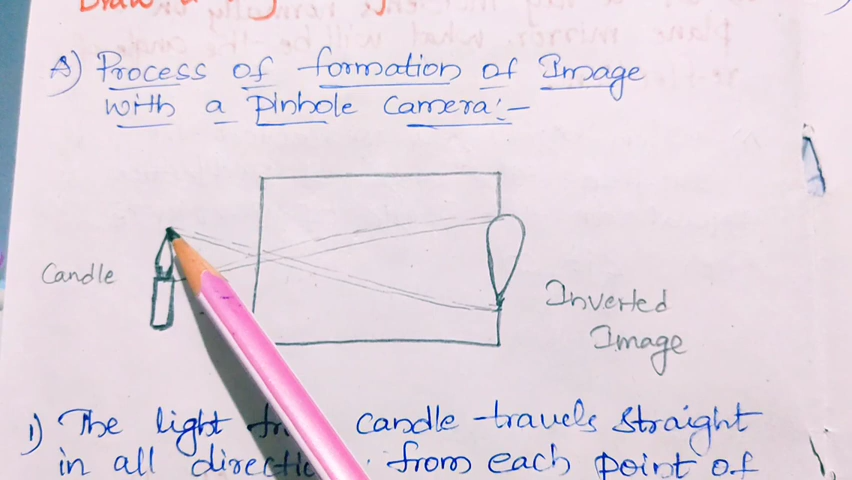 Draw a
A) Process of formation of Image
with a pinhole camera:-
Candle
Inverted
Image
1) The light candle travels straight
in all from each point of